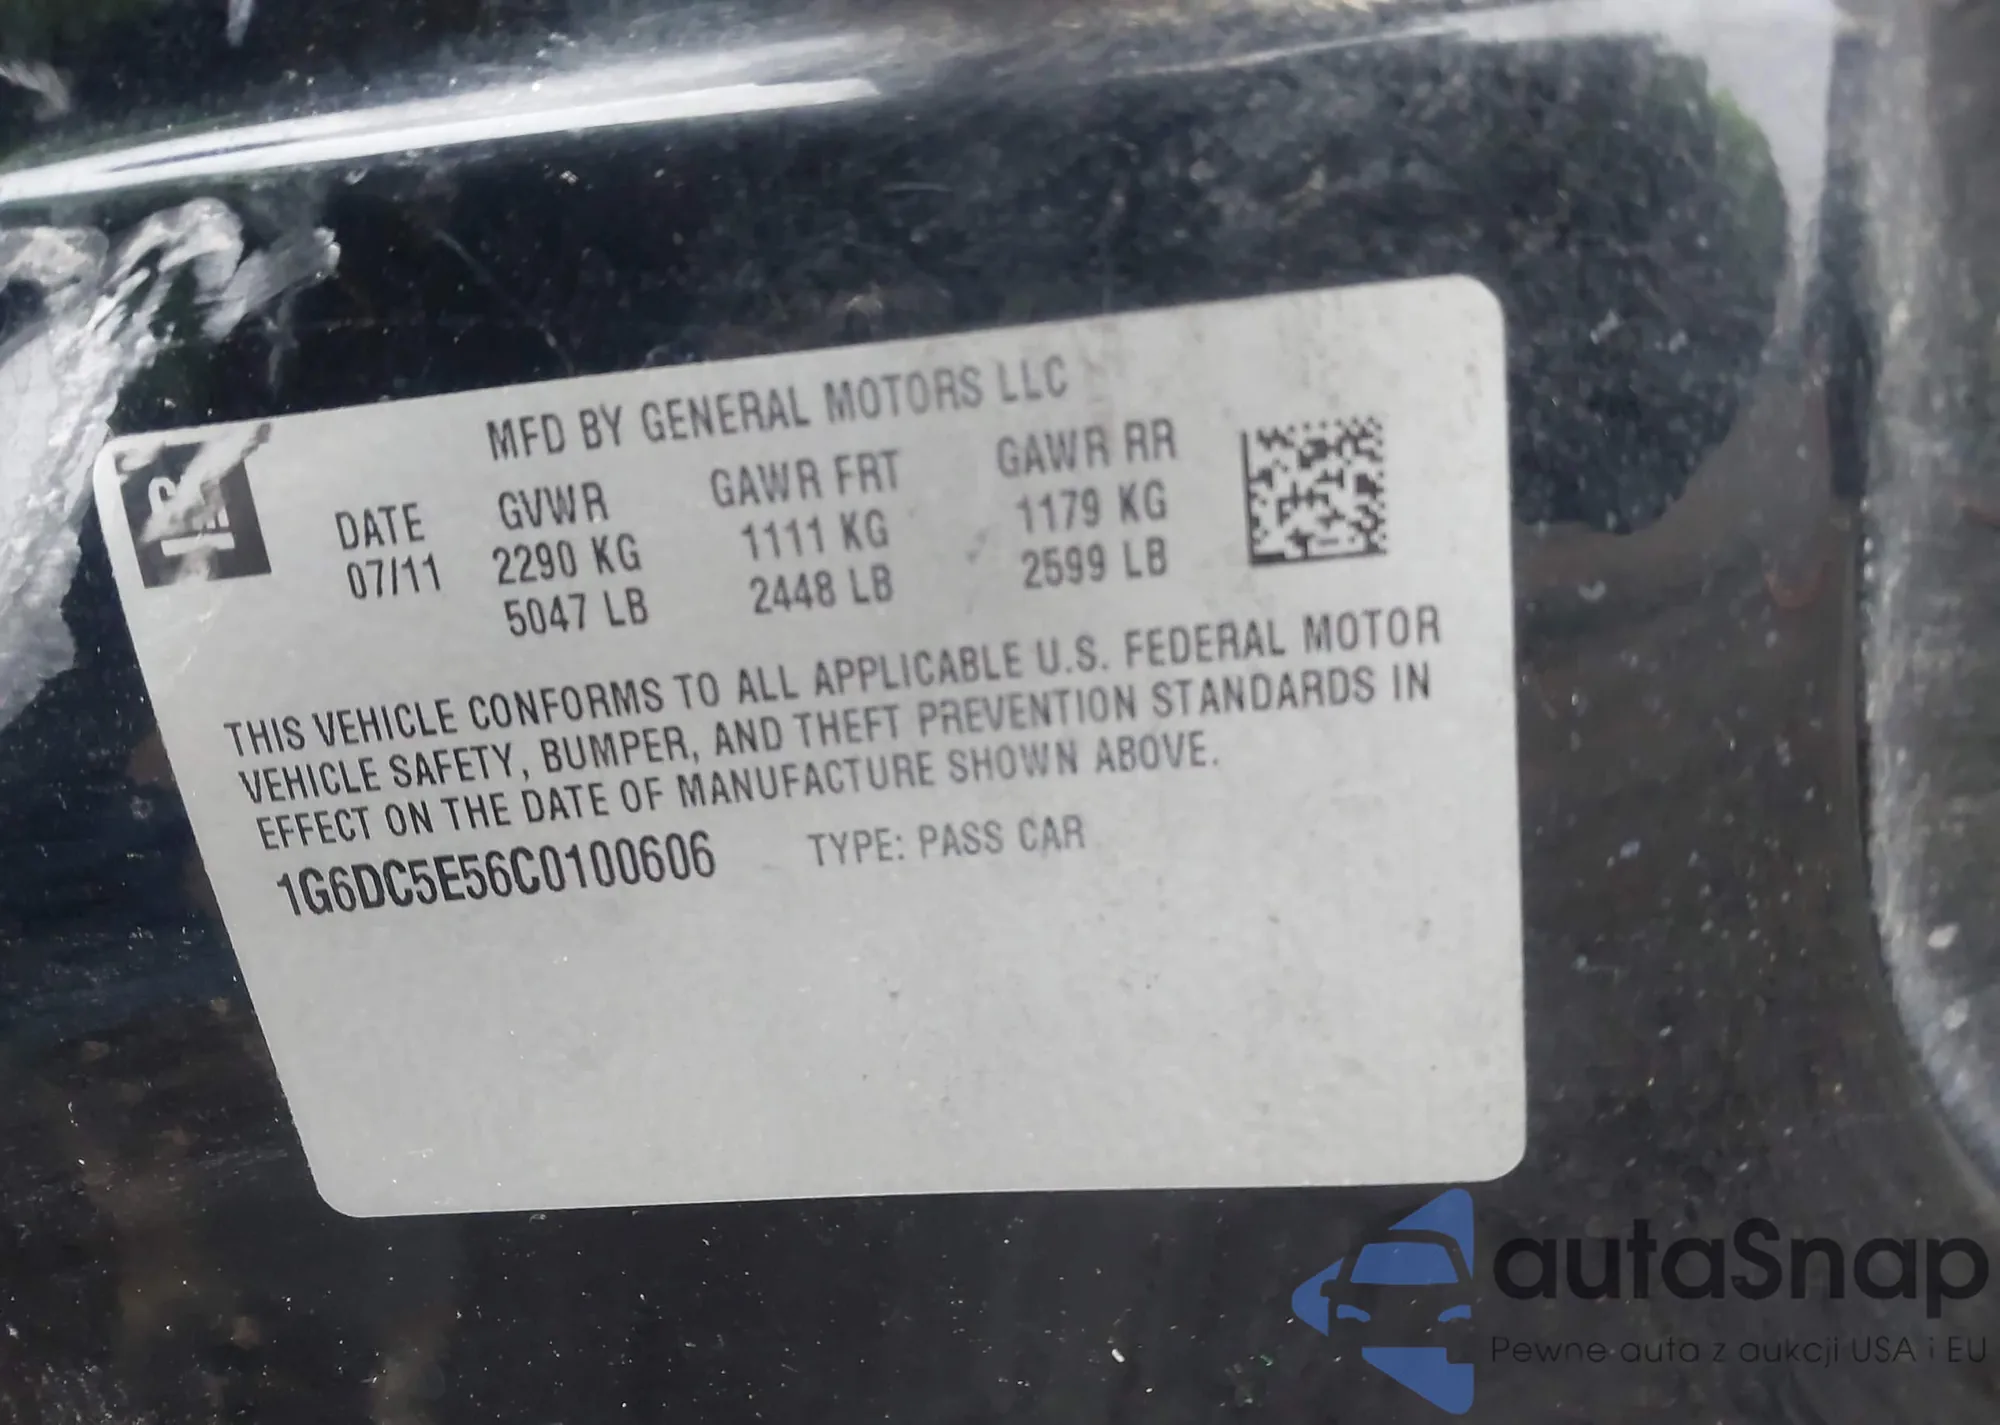 MFD BY GENERAL MOTORS LLC
DATE GVWR GAWR FRT GAWR RR
07/11 2290 KG 1111 KG 1179 KG
5047 LB 2448 LB 2599 LB
THIS VEHICLE CONFORMS TO ALL APPLICABLE U.S. FEDERAL MOTOR
VEHICLE SAFETY, BUMPER, AND THEFT PREVENTION STANDARDS IN
EFFECT ON THE DATE OF MANUFACTURE SHOWN ABOVE.
1G6DC5E56C0100606 TYPE: PASS CAR
autaSnap
Pewne auta z aukcji USA i EU